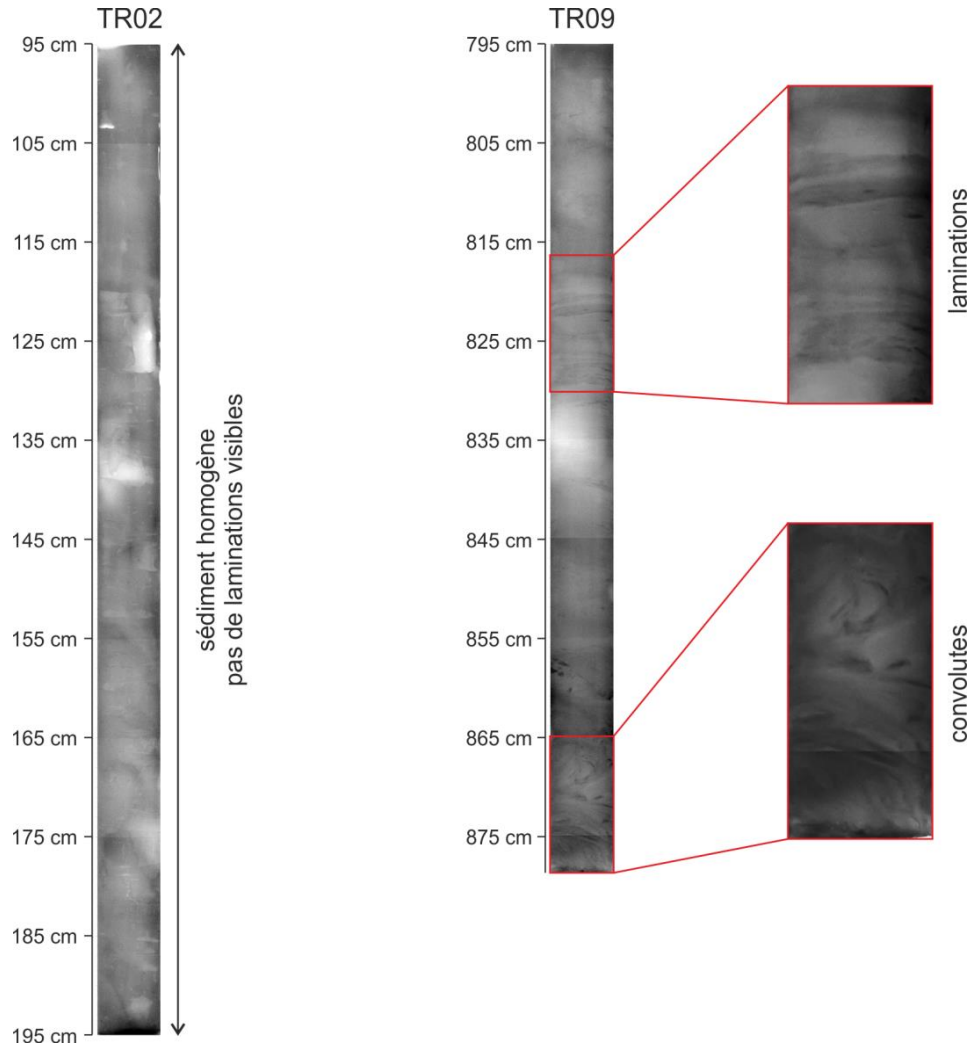 TR02
95 cm
105 cm
115 cm
125 cm
135 cm
145 cm
155 cm
165 cm
175 cm
185 cm
195 cm
sédiment homogène
pas de laminations visibles
TR09
795 cm
805 cm
815 cm
825 cm
835 cm
845 cm
855 cm
865 cm
875 cm
laminations
convolutes